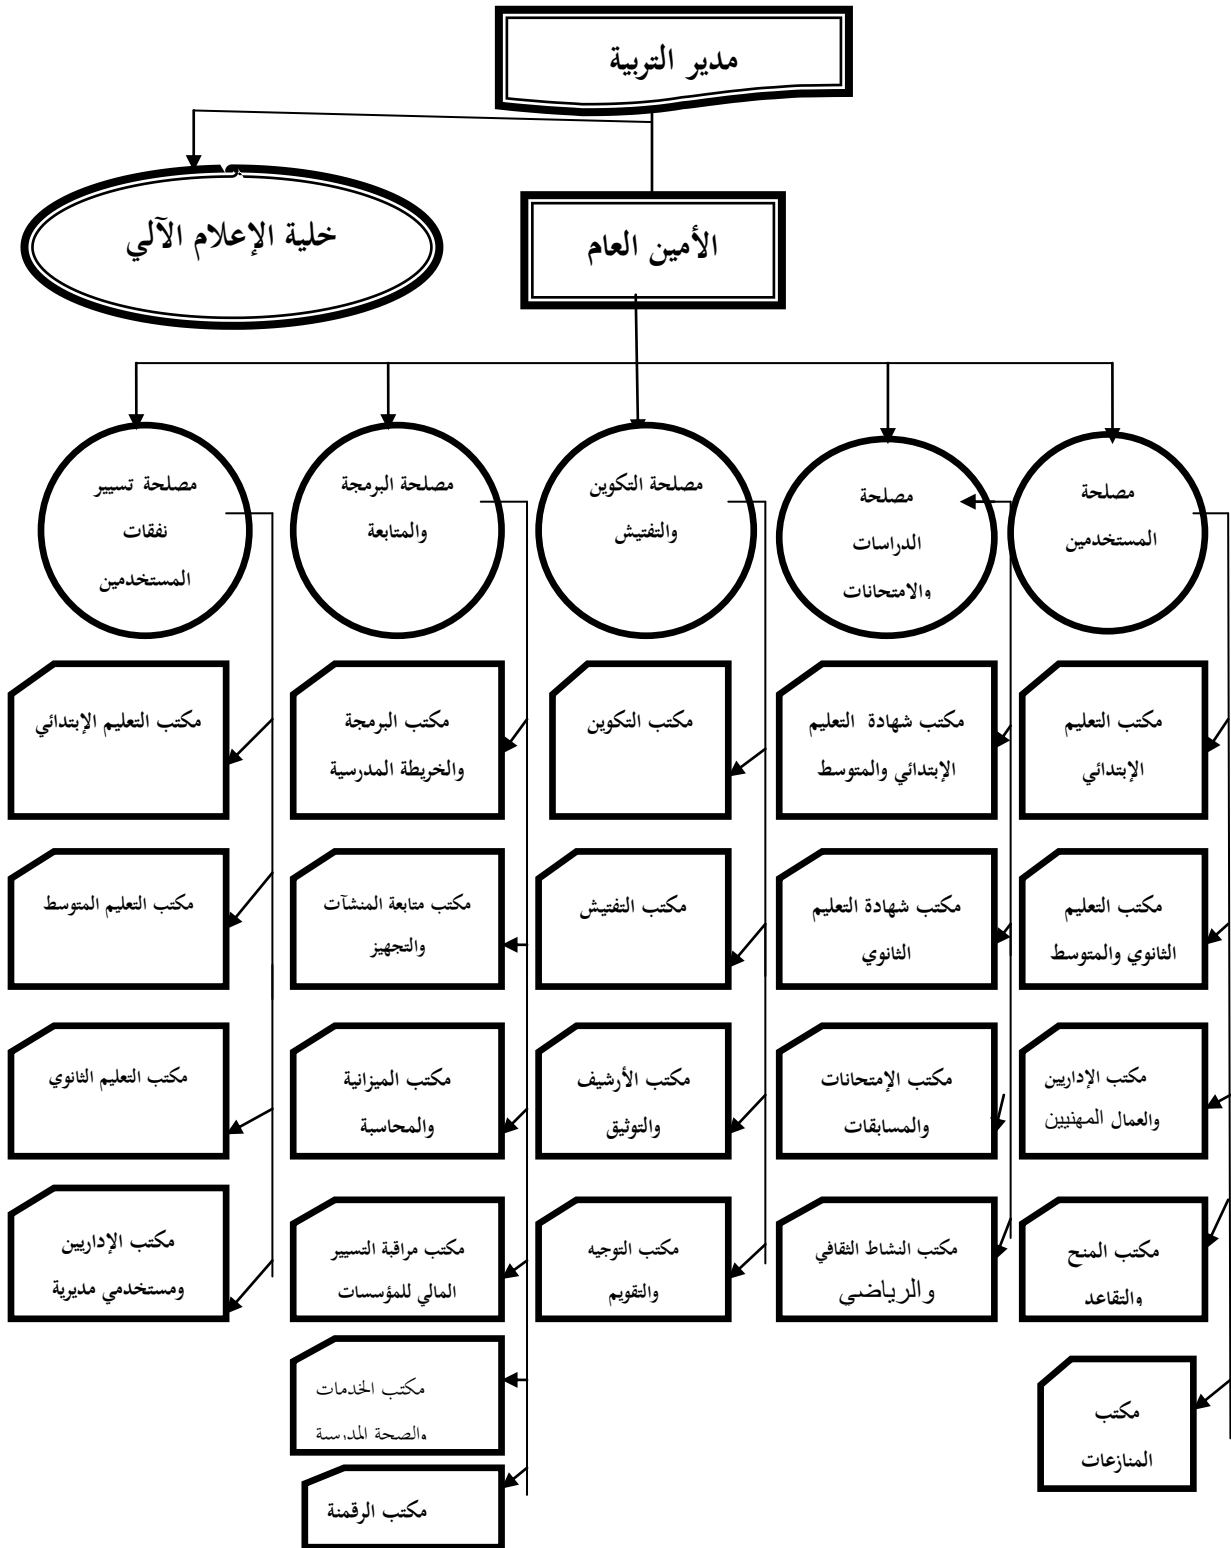 مدير التربية
خلية الإعلام الآلي
الأمين العام
مصلحة
المستخدمين
مصلحة
الدراسات
والامتحانات
مصلحة التكوين
والتفتيش
مصلحة البرمجة
والمتابعة
مصلحة تسيير
نفقات
المستخدمين
مكتب التعليم
الإبتدائي
مكتب شهادة التعليم
الإبتدائي والمتوسط
مكتب التكوين
مكتب البرمجة
والخريطة المدرسية
مكتب التعليم الإبتدائي
مكتب التعليم
الثانوي والمتوسط
مكتب شهادة التعليم
الثانوي
مكتب التفتيش
مكتب متابعة المنشآت
والتجهيز
مكتب التعليم المتوسط
مكتب الإداريين
والعمال المهنيين
مكتب الإمتحانات
والمسابقات
مكتب الأرشيف
والتوثيق
مكتب الميزانية
والمحاسبة
مكتب التعليم الثانوي
مكتب المنح
والتقاعد
مكتب النشاط الثقافي
والرياضي
مكتب التوجيه
والتقويم
مكتب مراقبة التسيير
المالي للمؤسسات
مكتب الإداريين
ومستخدمي مديرية
مكتب
المنازعات
مكتب الخدمات
والصحة المدرسية
مكتب الرقمنة